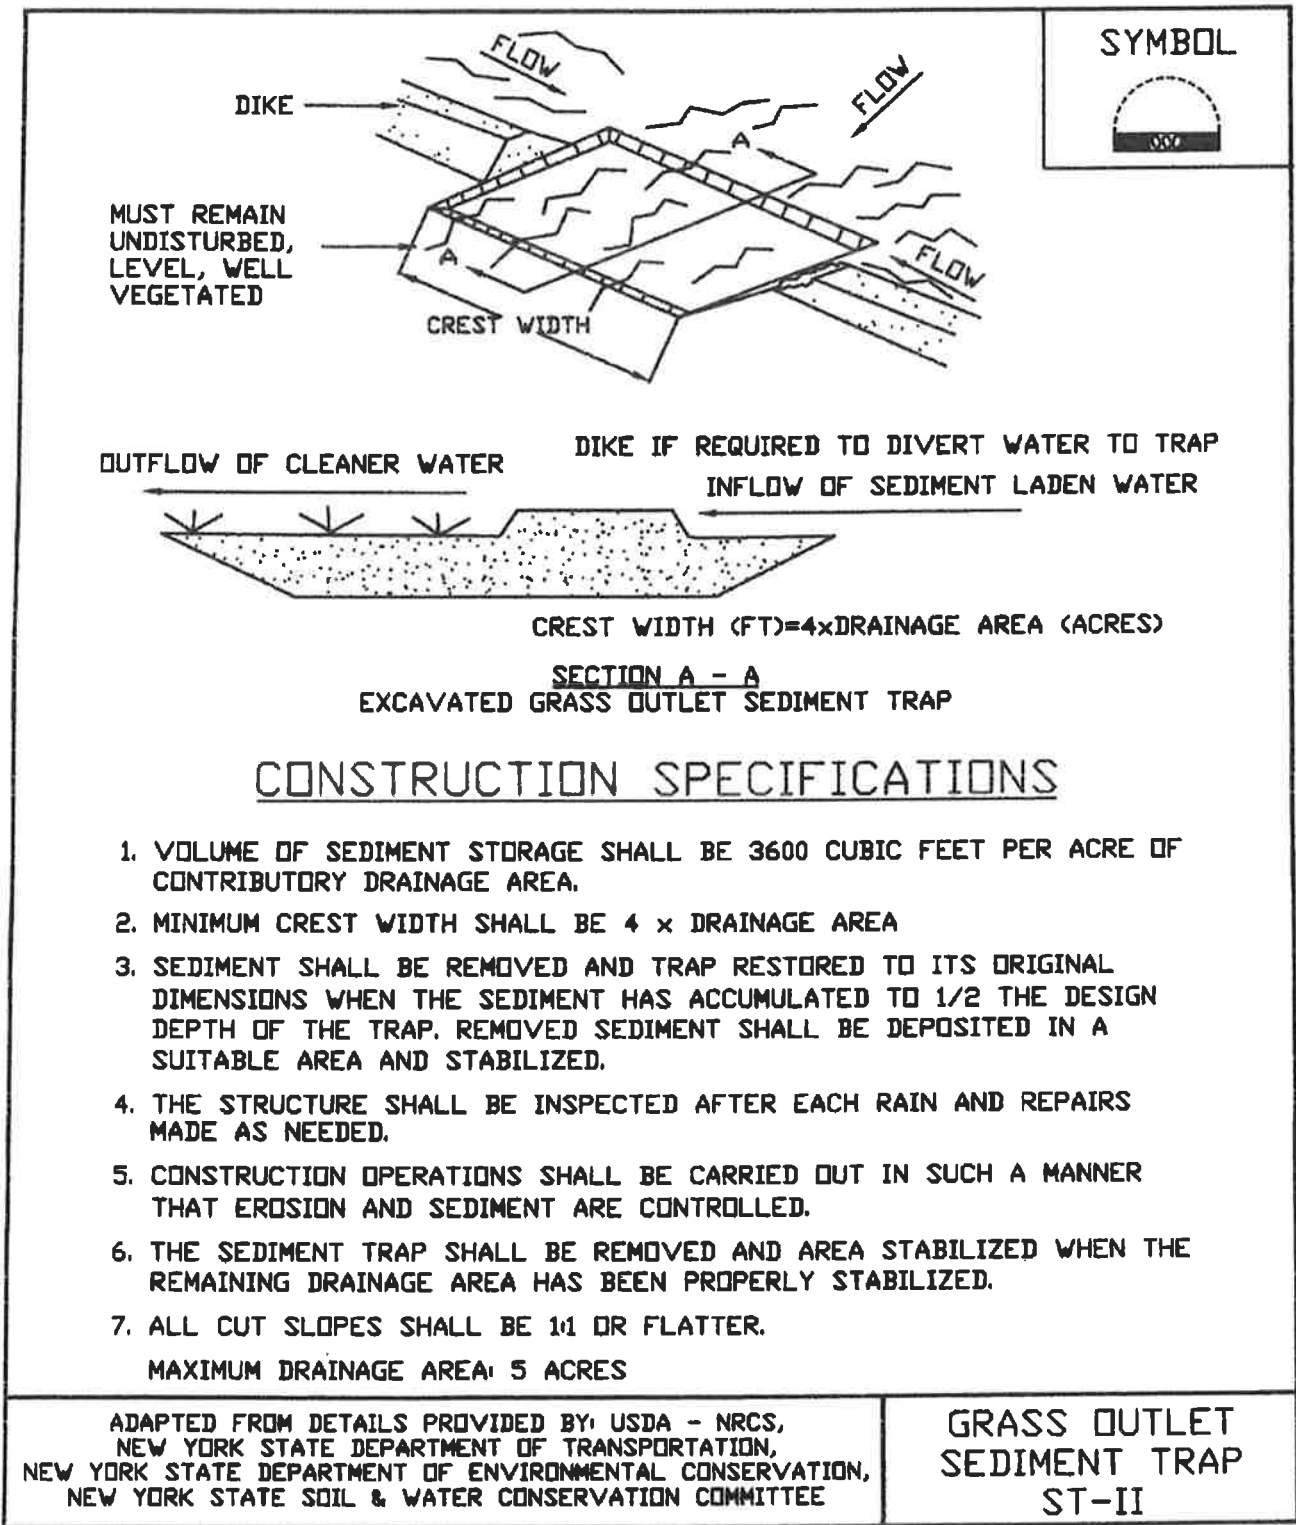 SYMBOL
FLOW
FLOW
DIKE
A
MUST REMAIN
UNDISTURBED,
LEVEL, WELL
VEGETATED
A
FLOW
CREST WIDTH
DIKE IF REQUIRED TO DIVERT WATER TO TRAP
OUTFLOW OF CLEANER WATER
INFLOW OF SEDIMENT LADEN WATER
CREST WIDTH (FT)=4xDRAINAGE AREA (ACRES)
SECTION A - A
EXCAVATED GRASS OUTLET SEDIMENT TRAP
CONSTRUCTION SPECIFICATIONS
1. VOLUME OF SEDIMENT STORAGE SHALL BE 3600 CUBIC FEET PER ACRE OF
CONTRIBUTORY DRAINAGE AREA.
2. MINIMUM CREST WIDTH SHALL BE 4 x DRAINAGE AREA
3. SEDIMENT SHALL BE REMOVED AND TRAP RESTORED TO ITS ORIGINAL
DIMENSIONS WHEN THE SEDIMENT HAS ACCUMULATED TO 1/2 THE DESIGN
DEPTH OF THE TRAP. REMOVED SEDIMENT SHALL BE DEPOSITED IN A
SUITABLE AREA AND STABILIZED.
4. THE STRUCTURE SHALL BE INSPECTED AFTER EACH RAIN AND REPAIRS
MADE AS NEEDED.
5. CONSTRUCTION OPERATIONS SHALL BE CARRIED OUT IN SUCH A MANNER
THAT EROSION AND SEDIMENT ARE CONTROLLED.
6. THE SEDIMENT TRAP SHALL BE REMOVED AND AREA STABILIZED WHEN THE
REMAINING DRAINAGE AREA HAS BEEN PROPERLY STABILIZED.
7. ALL CUT SLOPES SHALL BE 1:1 OR FLATTER.
MAXIMUM DRAINAGE AREA: 5 ACRES
ADAPTED FROM DETAILS PROVIDED BY: USDA - NRCS,
NEW YORK STATE DEPARTMENT OF TRANSPORTATION,
NEW YORK STATE DEPARTMENT OF ENVIRONMENTAL CONSERVATION,
NEW YORK STATE SOIL & WATER CONSERVATION COMMITTEE
GRASS OUTLET
SEDIMENT TRAP
ST-II